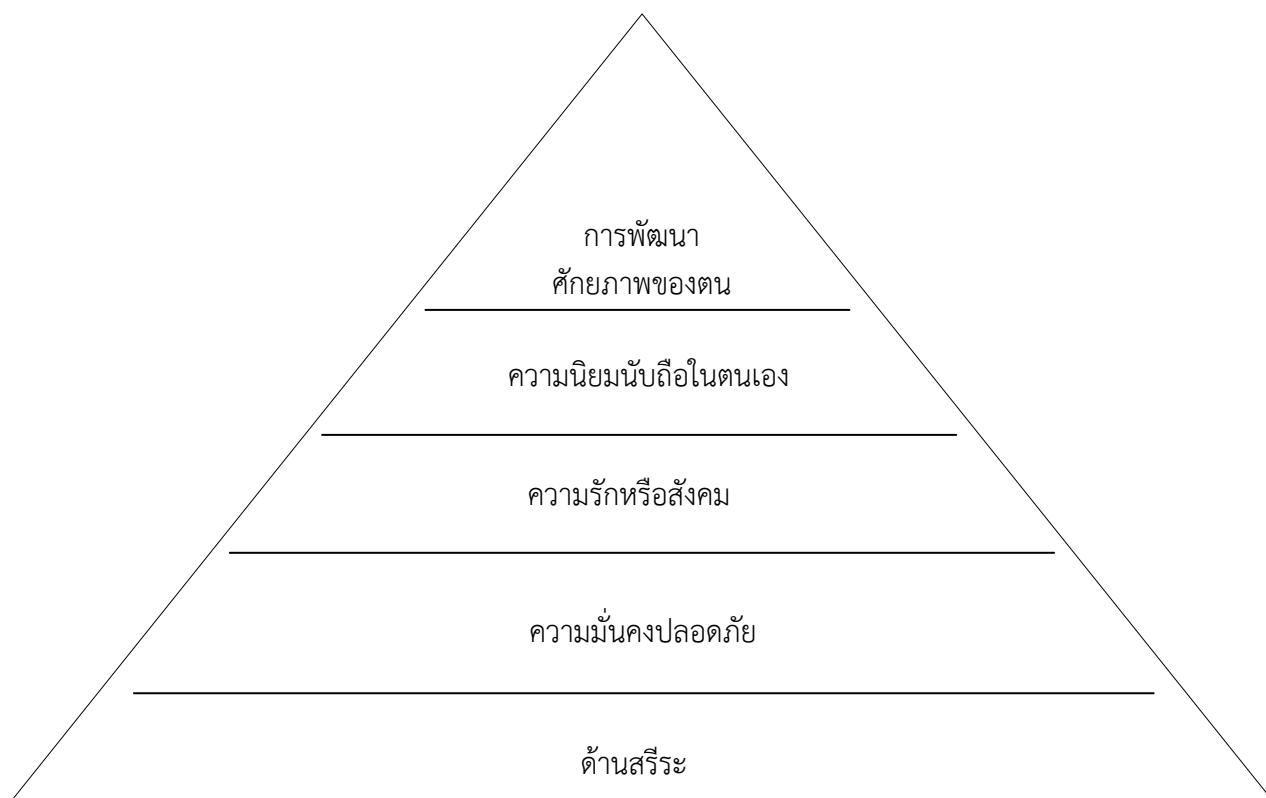 การพัฒนา
ศักยภาพของตน
ความนิยมนับถือในตนเอง
ความรักหรือสังคม
ความมั่นคงปลอดภัย
ด้านสรีระ